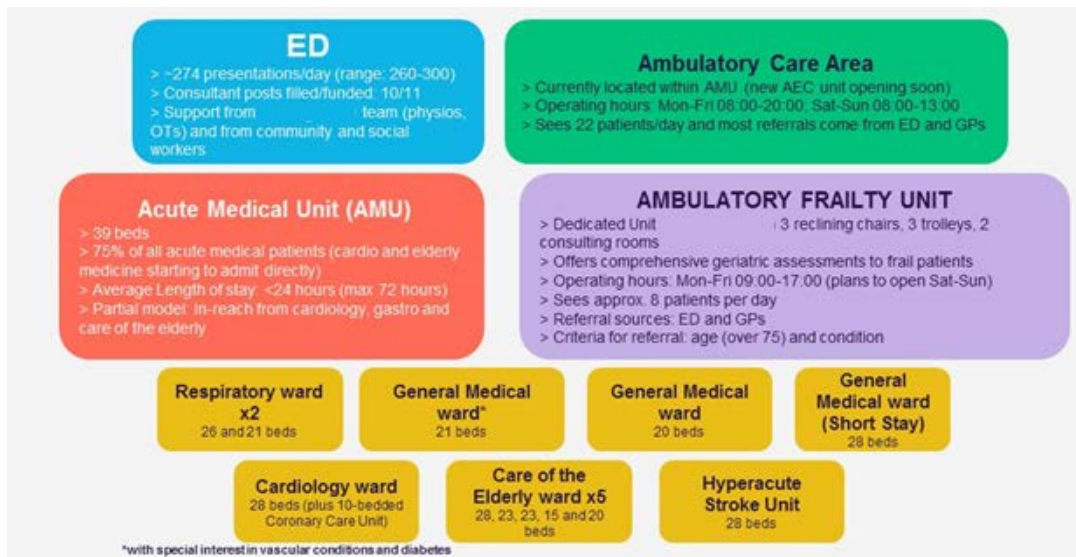 ED
> ~274 presentations/day (range: 260-300)
> Consultant posts filled/funded: 10/11
> Support from team (physios,
OTs) and from community and social
workers
Ambulatory Care Area
> Currently located within AMU (new AEC unit opening soon)
> Operating hours: Mon-Fri 08:00-20:00, Sat-Sun 08:00-13:00
> Sees 22 patients/day and most referrals come from ED and GPs
Acute Medical Unit (AMU)
> 39 beds
> 75% of all acute medical patients (cardio and elderly
medicine starting to admit directly)
> Average Length of stay: <24 hours (max 72 hours)
> Partial model: In-reach from cardiology, gastro and
care of the elderly
AMBULATORY FRAILTY UNIT
> Dedicated Unit 3 reclining chairs, 3 trolleys, 2
consulting rooms
> Offers comprehensive geriatric assessments to frail patients
> Operating hours: Mon-Fri 09:00-17.00 (plans to open Sat-Sun)
> Sees approx. 8 patients per day
> Referral sources: ED and GPs
> Criteria for referral: age (over 75) and condition
Respiratory ward
x2
26 and 21 beds
General Medical
ward*
21 beds
General Medical
ward
20 beds
General
Medical ward
(Short Stay)
28 beds
Cardiology ward
28 beds (plus 10-bedded
Coronary Care Unit)
Care of the
Elderly ward x5
28, 23, 23, 15 and 20
beds
Hyperacute
Stroke Unit
28 beds
*with special interest in vascular conditions and diabetes